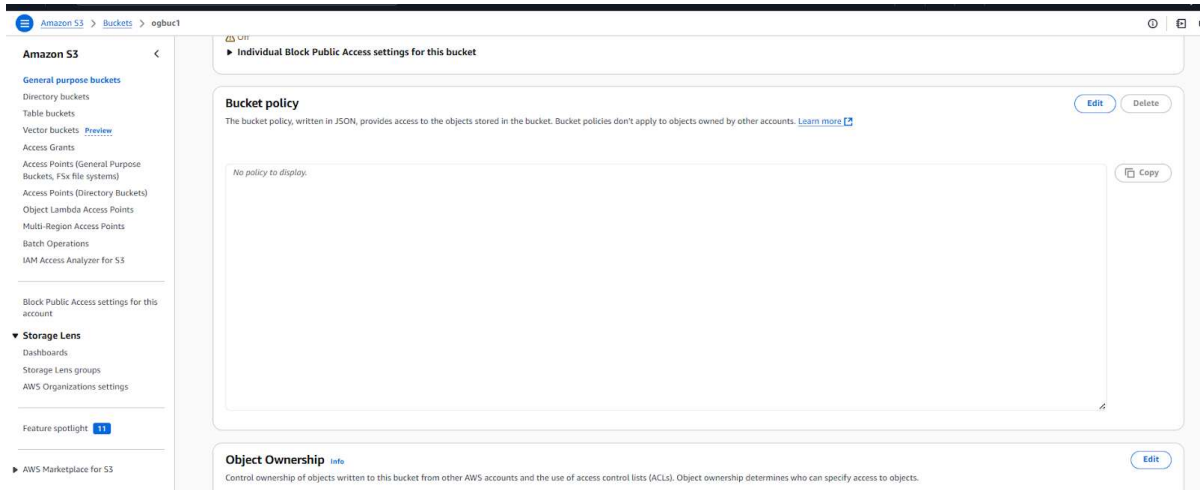 Amazon S3 > Buckets > ogbuc1
Amazon S3
General purpose buckets
Directory buckets
Table buckets
Vector buckets Preview
Access Grants
Access Points (General Purpose
Buckets, FSx file systems)
Access Points (Directory Buckets)
Object Lambda Access Points
Multi-Region Access Points
Batch Operations
IAM Access Analyzer for S3
Block Public Access settings for this
account
Storage Lens
Dashboards
Storage Lens groups
AWS Organizations settings
Feature spotlight 11
AWS Marketplace for S3
Off
Individual Block Public Access settings for this bucket
Bucket policy
Edit
Delete
The bucket policy, written in JSON, provides access to the objects stored in the bucket. Bucket policies don't apply to objects owned by other accounts. Learn more
No policy to display.
Copy
Object Ownership Info
Edit
Control ownership of objects written to this bucket from other AWS accounts and the use of access control lists (ACLs). Object ownership determines who can specify access to objects.